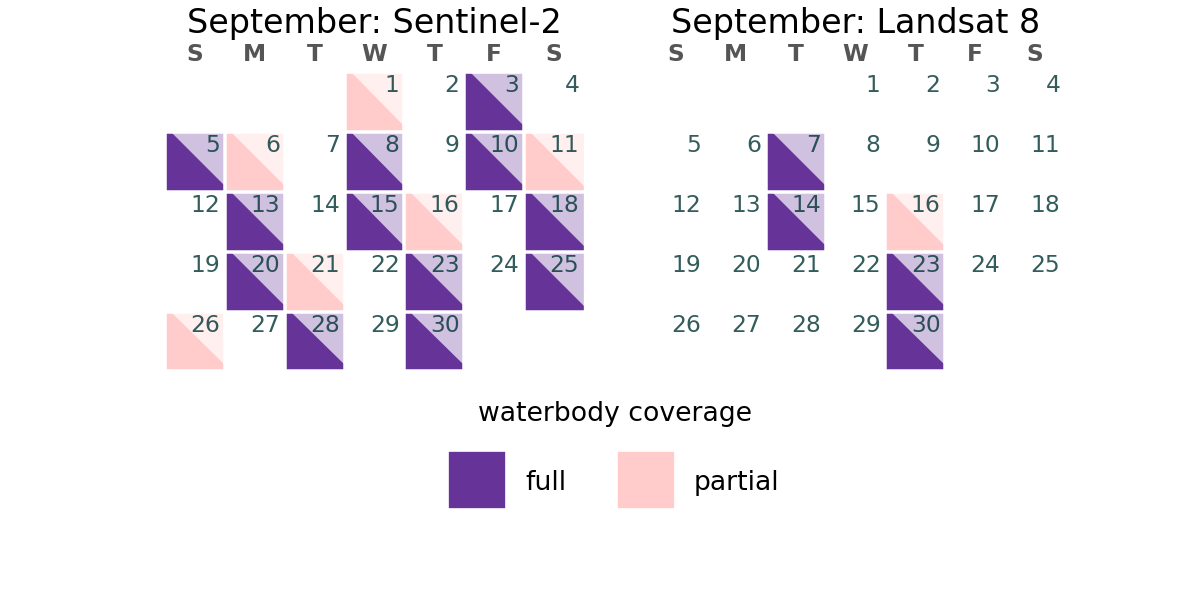 September: Sentinel-2
S M T W T F S
1 2 3 4
5 6 7 8 9 10 11
12 13 14 15 16 17 18
19 20 21 22 23 24 25
26 27 28 29 30
September: Landsat 8
S M T W T F S
1 2 3 4
5 6 7 8 9 10 11
12 13 14 15 16 17 18
19 20 21 22 23 24 25
26 27 28 29 30
waterbody coverage
full partial